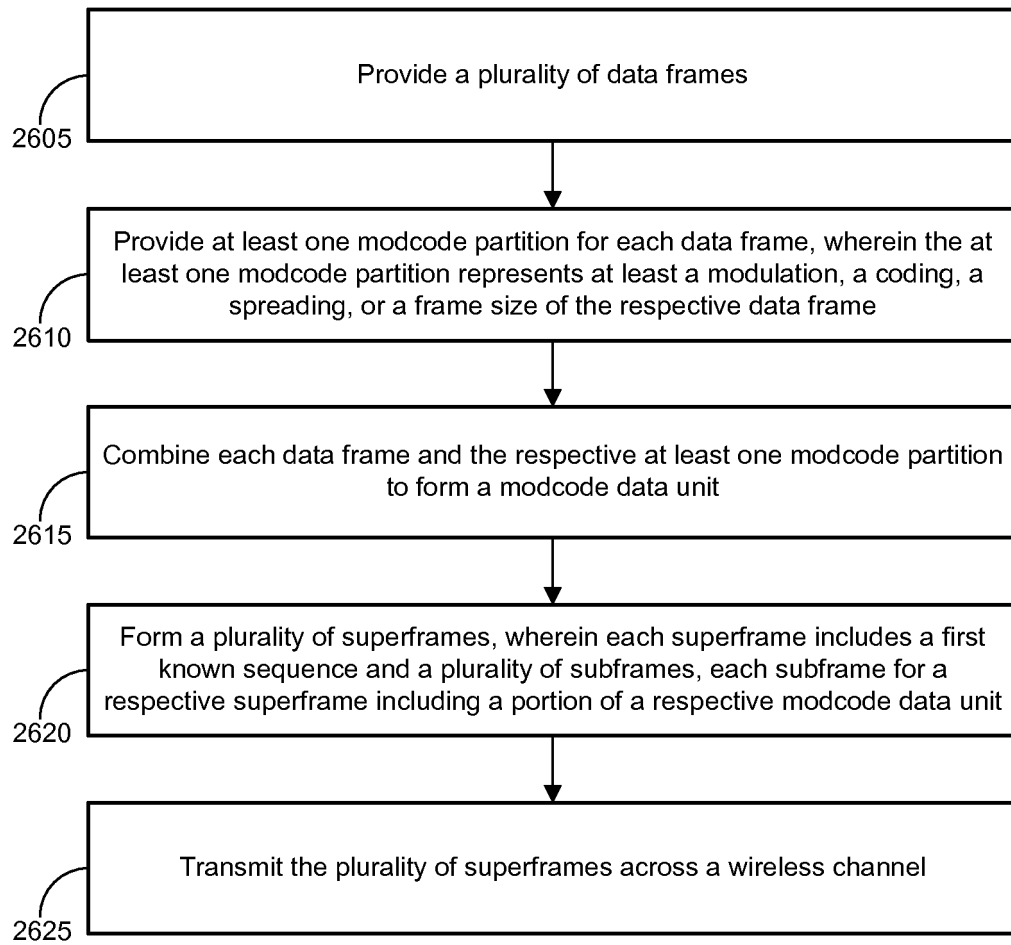 Provide a plurality of data frames
2605
Provide at least one modcode partition for each data frame, wherein the at
least one modcode partition represents at least a modulation, a coding, a
spreading, or a frame size of the respective data frame
2610
Combine each data frame and the respective at least one modcode partition
to form a modcode data unit
2615
Form a plurality of superframes, wherein each superframe includes a first
known sequence and a plurality of subframes, each subframe for a
respective superframe including a portion of a respective modcode data unit
2620
Transmit the plurality of superframes across a wireless channel
2625